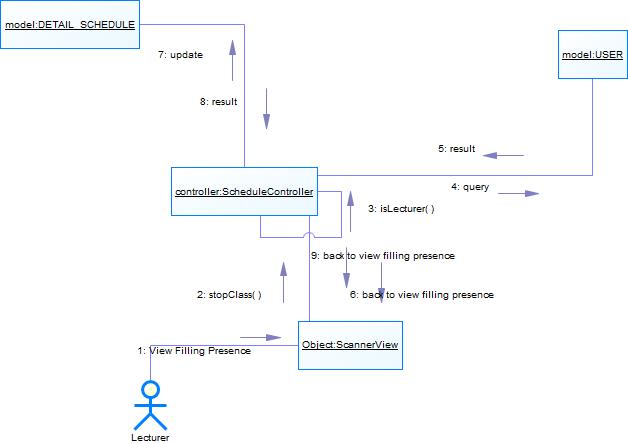 model:DETAIL_SCHEDULE
7: update
model:USER
8: result
5: result
4: query
controller:ScheduleController
3: isLecturer( )
9: back to view filling presence
2: stopClass( )
6: back to view filling presence
Object:ScannerView
1: View Filling Presence
Lecturer